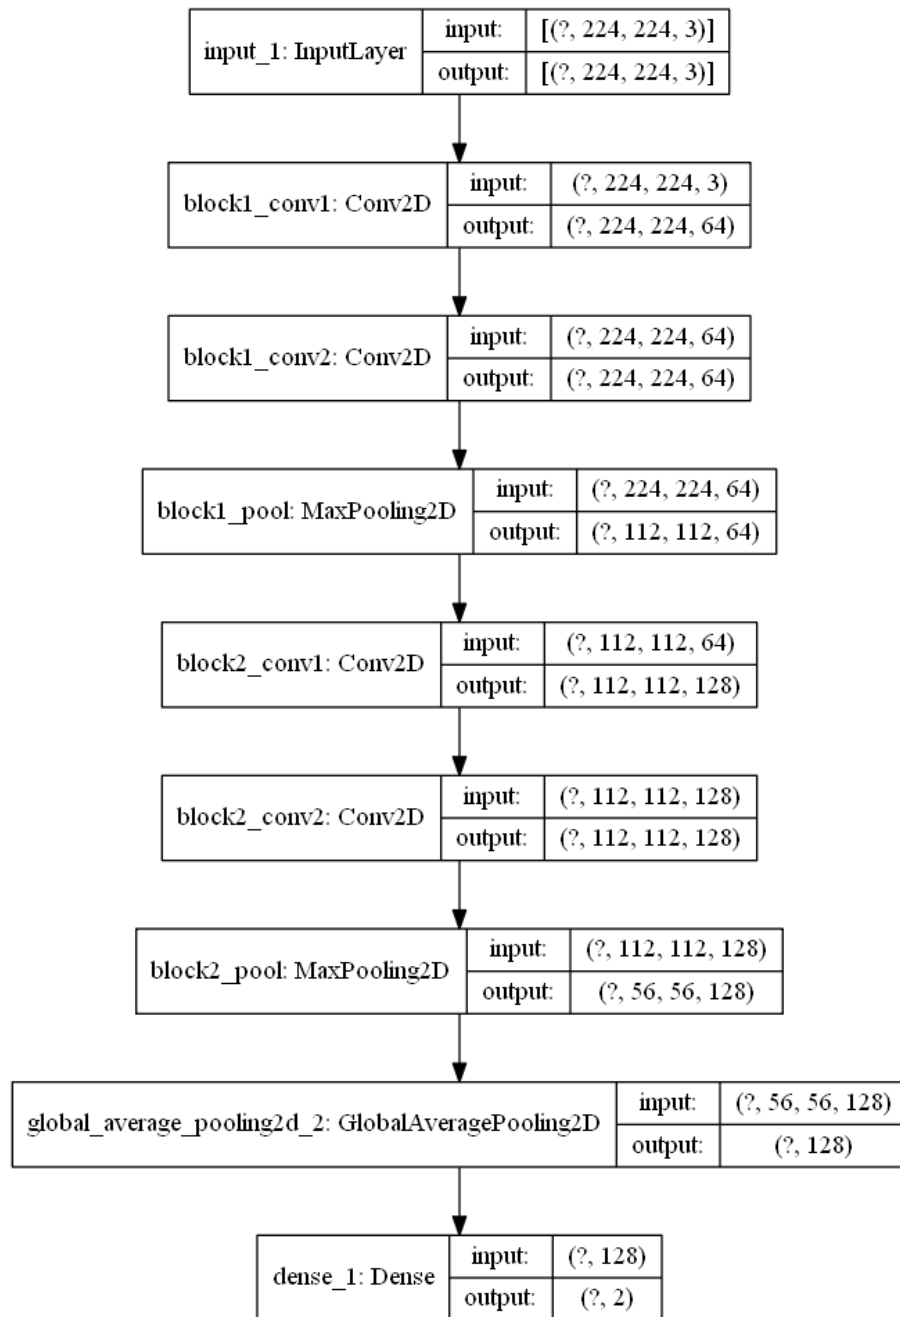 input_1: InputLayer
input: [(?, 224, 224, 3)]
output: [(?, 224, 224, 3)]
block1_conv1: Conv2D
input: (?, 224, 224, 3)
output: (?, 224, 224, 64)
block1_conv2: Conv2D
input: (?, 224, 224, 64)
output: (?, 224, 224, 64)
block1_pool: MaxPooling2D
input: (?, 224, 224, 64)
output: (?, 112, 112, 64)
block2_conv1: Conv2D
input: (?, 112, 112, 64)
output: (?, 112, 112, 128)
block2_conv2: Conv2D
input: (?, 112, 112, 128)
output: (?, 112, 112, 128)
block2_pool: MaxPooling2D
input: (?, 112, 112, 128)
output: (?, 56, 56, 128)
global_average_pooling2d_2: GlobalAveragePooling2D
input: (?, 56, 56, 128)
output: (?, 128)
dense_1: Dense
input: (?, 128)
output: (?, 2)